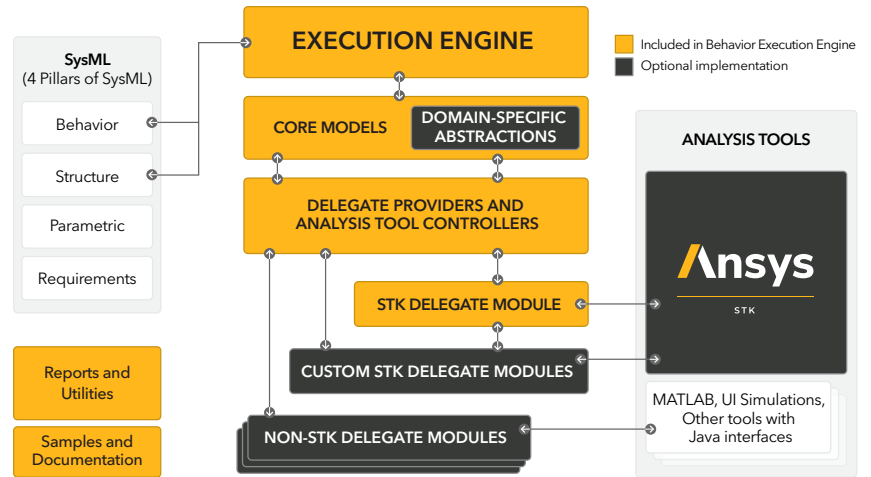 EXECUTION ENGINE
Included in Behavior Execution Engine
Optional implementation
SysML
(4 Pillars of SysML)
Behavior
Structure
Parametric
Requirements
CORE MODELS
DOMAIN-SPECIFIC
ABSTRACTIONS
DELEGATE PROVIDERS AND
ANALYSIS TOOL CONTROLLERS
STK DELEGATE MODULE
CUSTOM STK DELEGATE MODULES
NON-STK DELEGATE MODULES
ANALYSIS TOOLS
Ansys
STK
MATLAB, UI Simulations,
Other tools with
Java interfaces
Reports and
Utilities
Samples and
Documentation